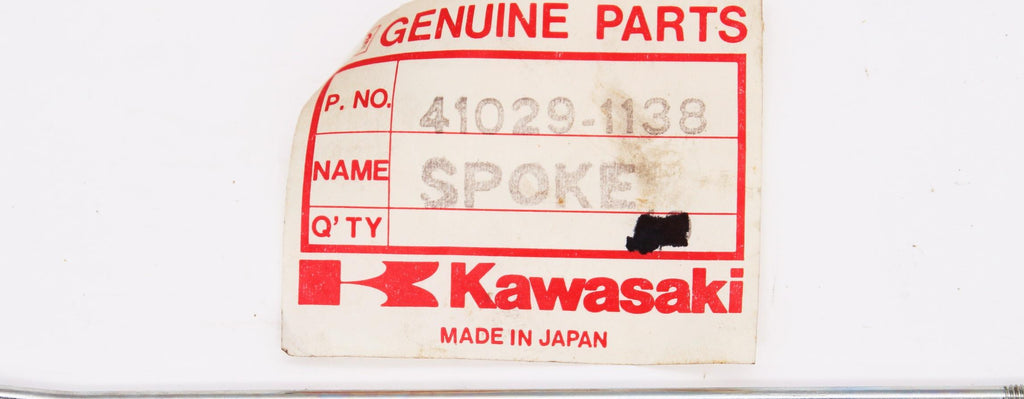 GENUINE PARTS
P. NO. 41029-1138
NAME SPOKE
Q'TY
Kawasaki
MADE IN JAPAN